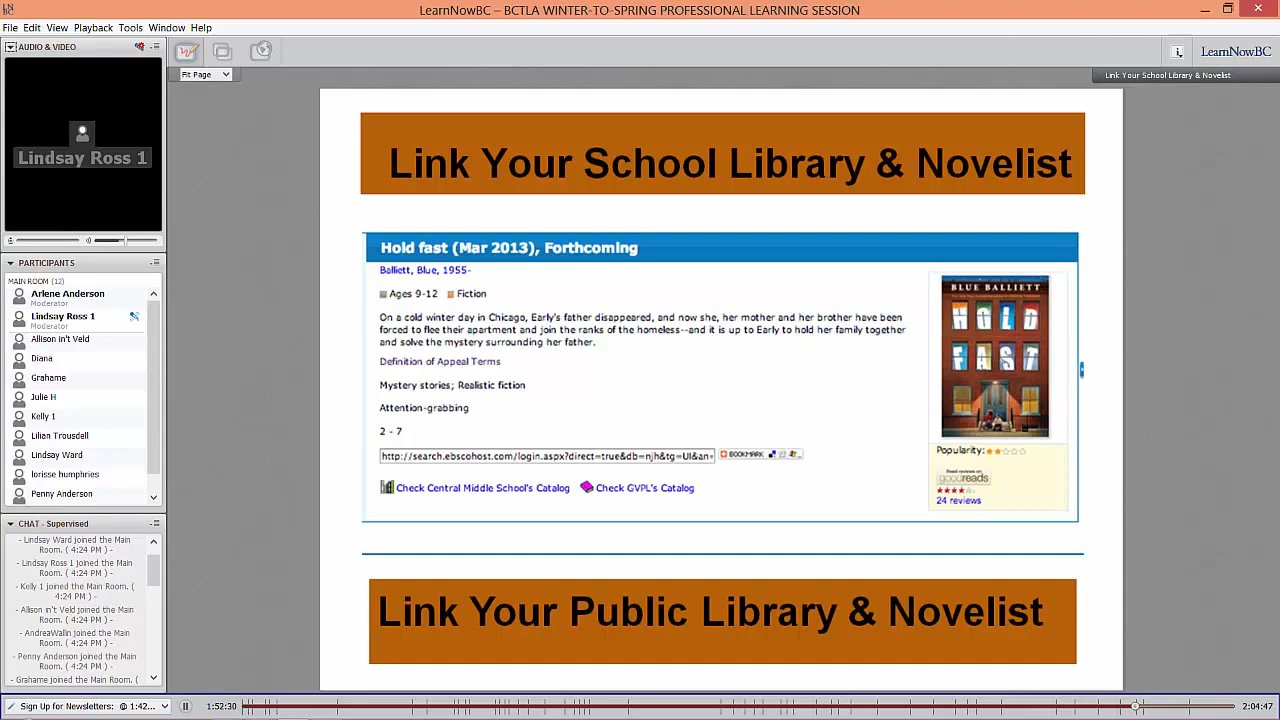 LearnNowBC – BCTLA WINTER-TO-SPRING PROFESSIONAL LEARNING SESSION
File Edit View Playback Tools Window Help
AUDIO & VIDEO
LearnNowBC
Fit Page
Link Your School Library & Novelist
Lindsay Ross 1
PARTICIPANTS
MAIN ROOM (12)
Arlene Anderson
Moderator
Lindsay Ross 1
Moderator
Allison in't Veld
Diana
Grahame
Julie H
Kelly 1
Lilian Trousdell
Lindsay Ward
lorisse humphries
Penny Anderson
CHAT - Supervised
- Lindsay Ward joined the Main
Room. ( 4:24 PM ) -
- Lindsay Ross 1 joined the Main
Room. ( 4:24 PM ) -
- Kelly 1 joined the Main Room. (
4:24 PM ) -
- Allison in't Veld joined the Main
Room. ( 4:24 PM ) -
- AndreaWallin joined the Main
Room. ( 4:24 PM ) -
- Penny Anderson joined the Main
Room. ( 4:24 PM ) -
- Grahame joined the Main Room. (
Link Your School Library & Novelist
Hold fast (Mar 2013), Forthcoming
Balliett, Blue, 1955-
Ages 9-12 Fiction
On a cold winter day in Chicago, Early's father disappeared, and now she, her mother and her brother have been
forced to flee their apartment and join the ranks of the homeless--and it is up to Early to hold her family together
and solve the mystery surrounding her father.
Definition of Appeal Terms
Mystery stories; Realistic fiction
Attention-grabbing
2 - 7
http://search.ebscohost.com/login.aspx?direct=true&db=njh&tg=UI&an=
BOOKMARK
Check Central Middle School's Catalog Check GVPL's Catalog
BLUE BALLIETT
HOLD
FAST
Popularity:
Read reviews on
goodreads
24 reviews
Link Your Public Library & Novelist
Sign Up for Newsletters: @ 1:42...
1:52:30
2:04:47